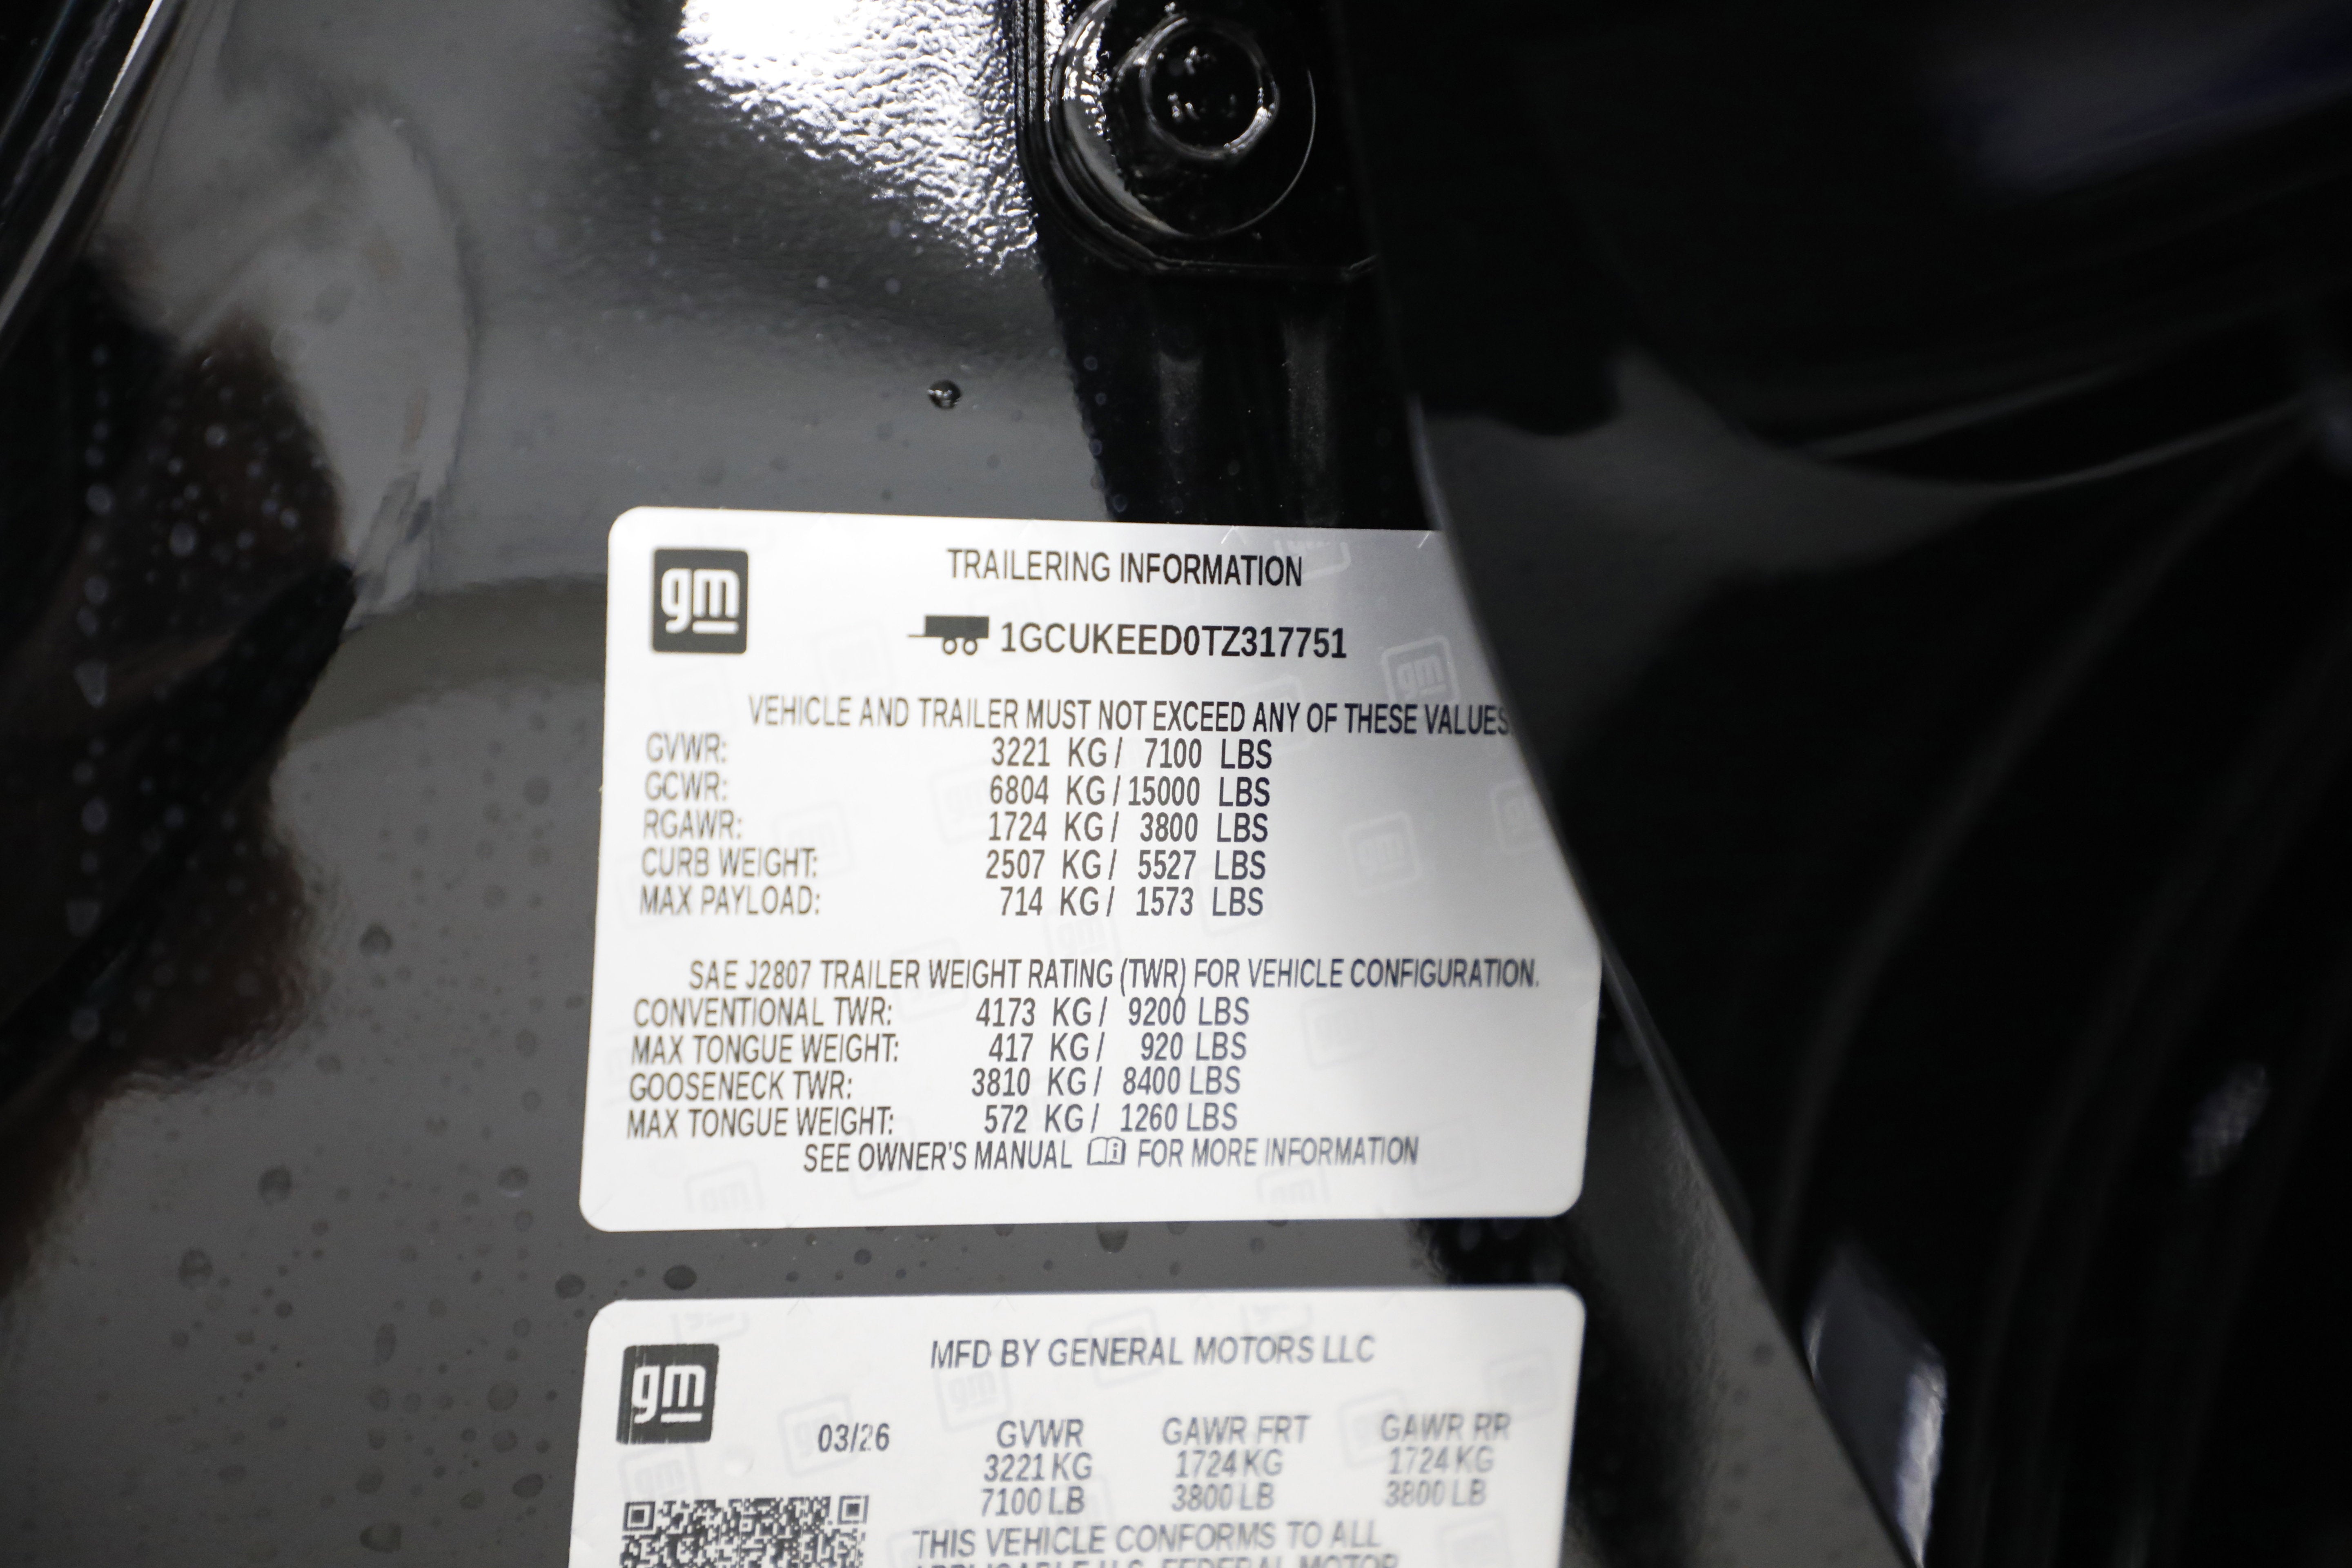 gm
TRAILERING INFORMATION
1GCUKEED0TZ317751
VEHICLE AND TRAILER MUST NOT EXCEED ANY OF THESE VALUES
GVWR: 3221 KG / 7100 LBS
GCWR: 6804 KG / 15000 LBS
RGAWR: 1724 KG / 3800 LBS
CURB WEIGHT: 2507 KG / 5527 LBS
MAX PAYLOAD: 714 KG / 1573 LBS
SAE J2807 TRAILER WEIGHT RATING (TWR) FOR VEHICLE CONFIGURATION.
CONVENTIONAL TWR: 4173 KG / 9200 LBS
MAX TONGUE WEIGHT: 417 KG / 920 LBS
GOOSENECK TWR: 3810 KG / 8400 LBS
MAX TONGUE WEIGHT: 572 KG / 1260 LBS
SEE OWNER'S MANUAL FOR MORE INFORMATION
gm
MFD BY GENERAL MOTORS LLC
03/26 GVWR GAWR FRT GAWR RR
3221 KG 1724 KG 1724 KG
7100 LB 3800 LB 3800 LB
THIS VEHICLE CONFORMS TO ALL
APPLICABLE U.S. FEDERAL MOTOR